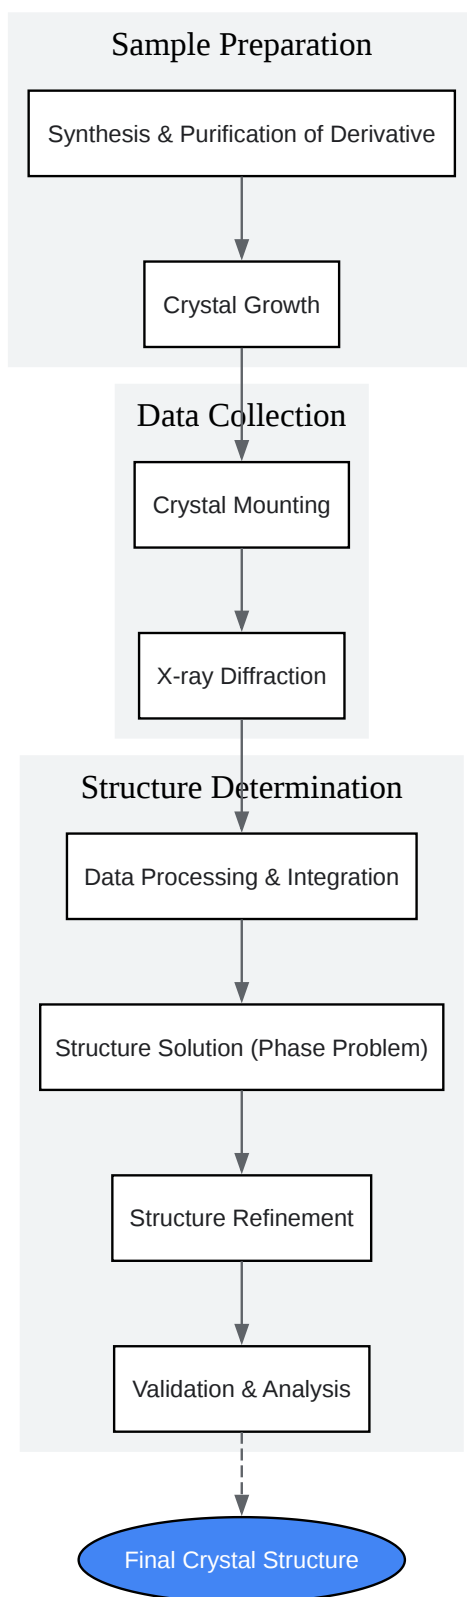 Sample Preparation
Synthesis & Purification of Derivative
Crystal Growth
Data Collection
Crystal Mounting
X-ray Diffraction
Structure Determination
Data Processing & Integration
Structure Solution (Phase Problem)
Structure Refinement
Validation & Analysis
Final Crystal Structure